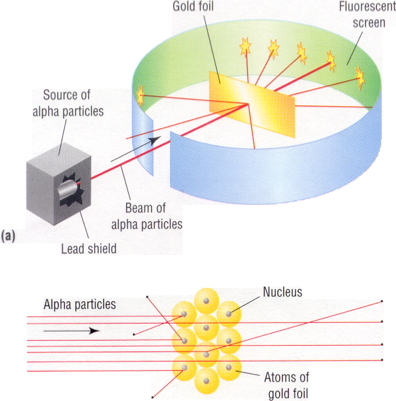 Gold foil
Fluorescent
screen
Source of
alpha particles
Beam of
alpha particles
(a)
Lead shield
Alpha particles
Nucleus
Atoms of
gold foil